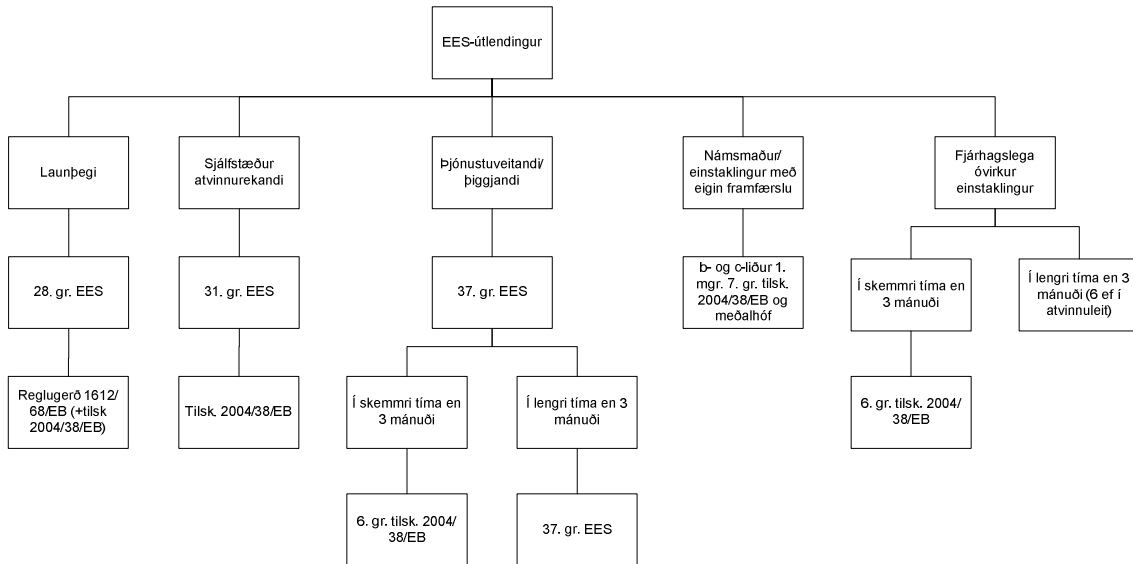 EES-útlendingur
Launþegi
Sjálfstæður
atvinnurekandi
Þjónustuveitandi/
þiggjandi
Námsmaður/
einstaklingur með
eigin framfærslu
Fjárhagslega
óvirkur
einstaklingur
28. gr. EES
31. gr. EES
37. gr. EES
b- og c-liður 1.
mgr. 7. gr. tilsk.
2004/38/EB og
meðalhóf
Í skemmri tíma en
3 mánuði
Í lengri tíma en 3
mánuði (6 ef í
atvinnuleit)
Reglugerð 1612/
68/EB (+tilsk
2004/38/EB)
Tilsk. 2004/38/EB
Í skemmri tíma en
3 mánuði
Í lengri tíma en 3
mánuði
6. gr. tilsk. 2004/
38/EB
6. gr. tilsk. 2004/
38/EB
37. gr. EES